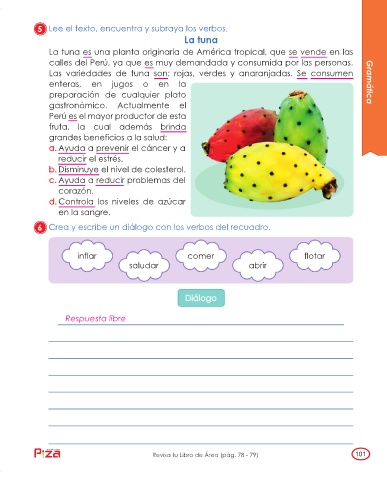 5 Lee el texto, encuentra y subraya los verbos.
La tuna
La tuna es una planta originaria de América tropical, que se vende en las
calles del Perú, ya que es muy demandada y consumida por las personas.
Las variedades de tuna son: rojas, verdes y anaranjadas. Se consumen
enteras, en jugos o en la
preparación de cualquier plato
gastronómico. Actualmente el
Perú es el mayor productor de esta
fruta, la cual además brinda
grandes beneficios a la salud:
a. Ayuda a prevenir el cáncer y a
reducir el estrés.
b. Disminuye el nivel de colesterol.
c. Ayuda a reducir problemas del
corazón.
d. Controla los niveles de azúcar
en la sangre.
Gramática
6 Crea y escribe un diálogo con los verbos del recuadro.
inflar
saludar
comer
abrir
flotar
Diálogo
Respuesta libre
Piza
Revisa tu Libro de Área (pág. 78 - 79)
101